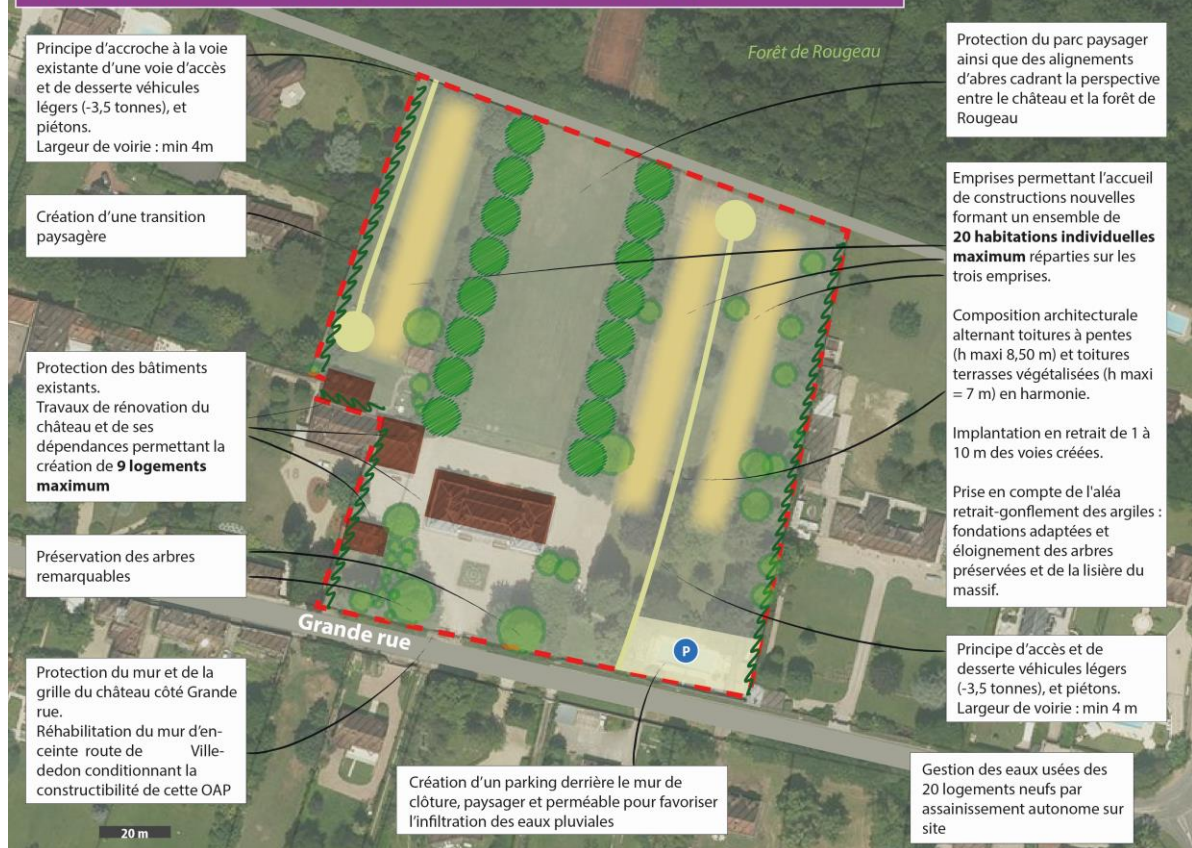 Principe d'accroche à la voie
existante d'une voie d'accès
et de desserte véhicules
légers (-3,5 tonnes), et
piétons.
Largeur de voirie : min 4m
Création d'une transition
paysagère
Protection des bâtiments
existants.
Travaux de rénovation du
château et de ses
dépendances permettant la
création de 9 logements
maximum
Préservation des arbres
remarquables
Protection du mur et de la
grille du château côté Grande
rue.
Réhabilitation du mur d'en-
ceinte route de Ville-
dedon conditionnant la
constructibilité de cette OAP
20 m
Forêt de Rougeau
Grande rue
P
Création d'un parking derrière le mur de
clôture, paysager et perméable pour favoriser
l'infiltration des eaux pluviales
Protection du parc paysager
ainsi que des alignements
d'abres cadrant la perspective
entre le château et la forêt de
Rougeau
Emprises permettant l'accueil
de constructions nouvelles
formant un ensemble de
20 habitations individuelles
maximum réparties sur les
trois emprises.
Composition architecturale
alternant toitures à pentes
(h maxi 8,50 m) et toitures
terrasses végétalisées (h maxi
= 7 m) en harmonie.
Implantation en retrait de 1 à
10 m des voies créées.
Prise en compte de l'aléa
retrait-gonflement des argiles :
fondations adaptées et
éloignement des arbres
préservées et de la lisière du
massif.
Principe d'accès et de
desserte véhicules légers
(-3,5 tonnes), et piétons.
Largeur de voirie : min 4 m
Gestion des eaux usées des
20 logements neufs par
assainissement autonome sur
site